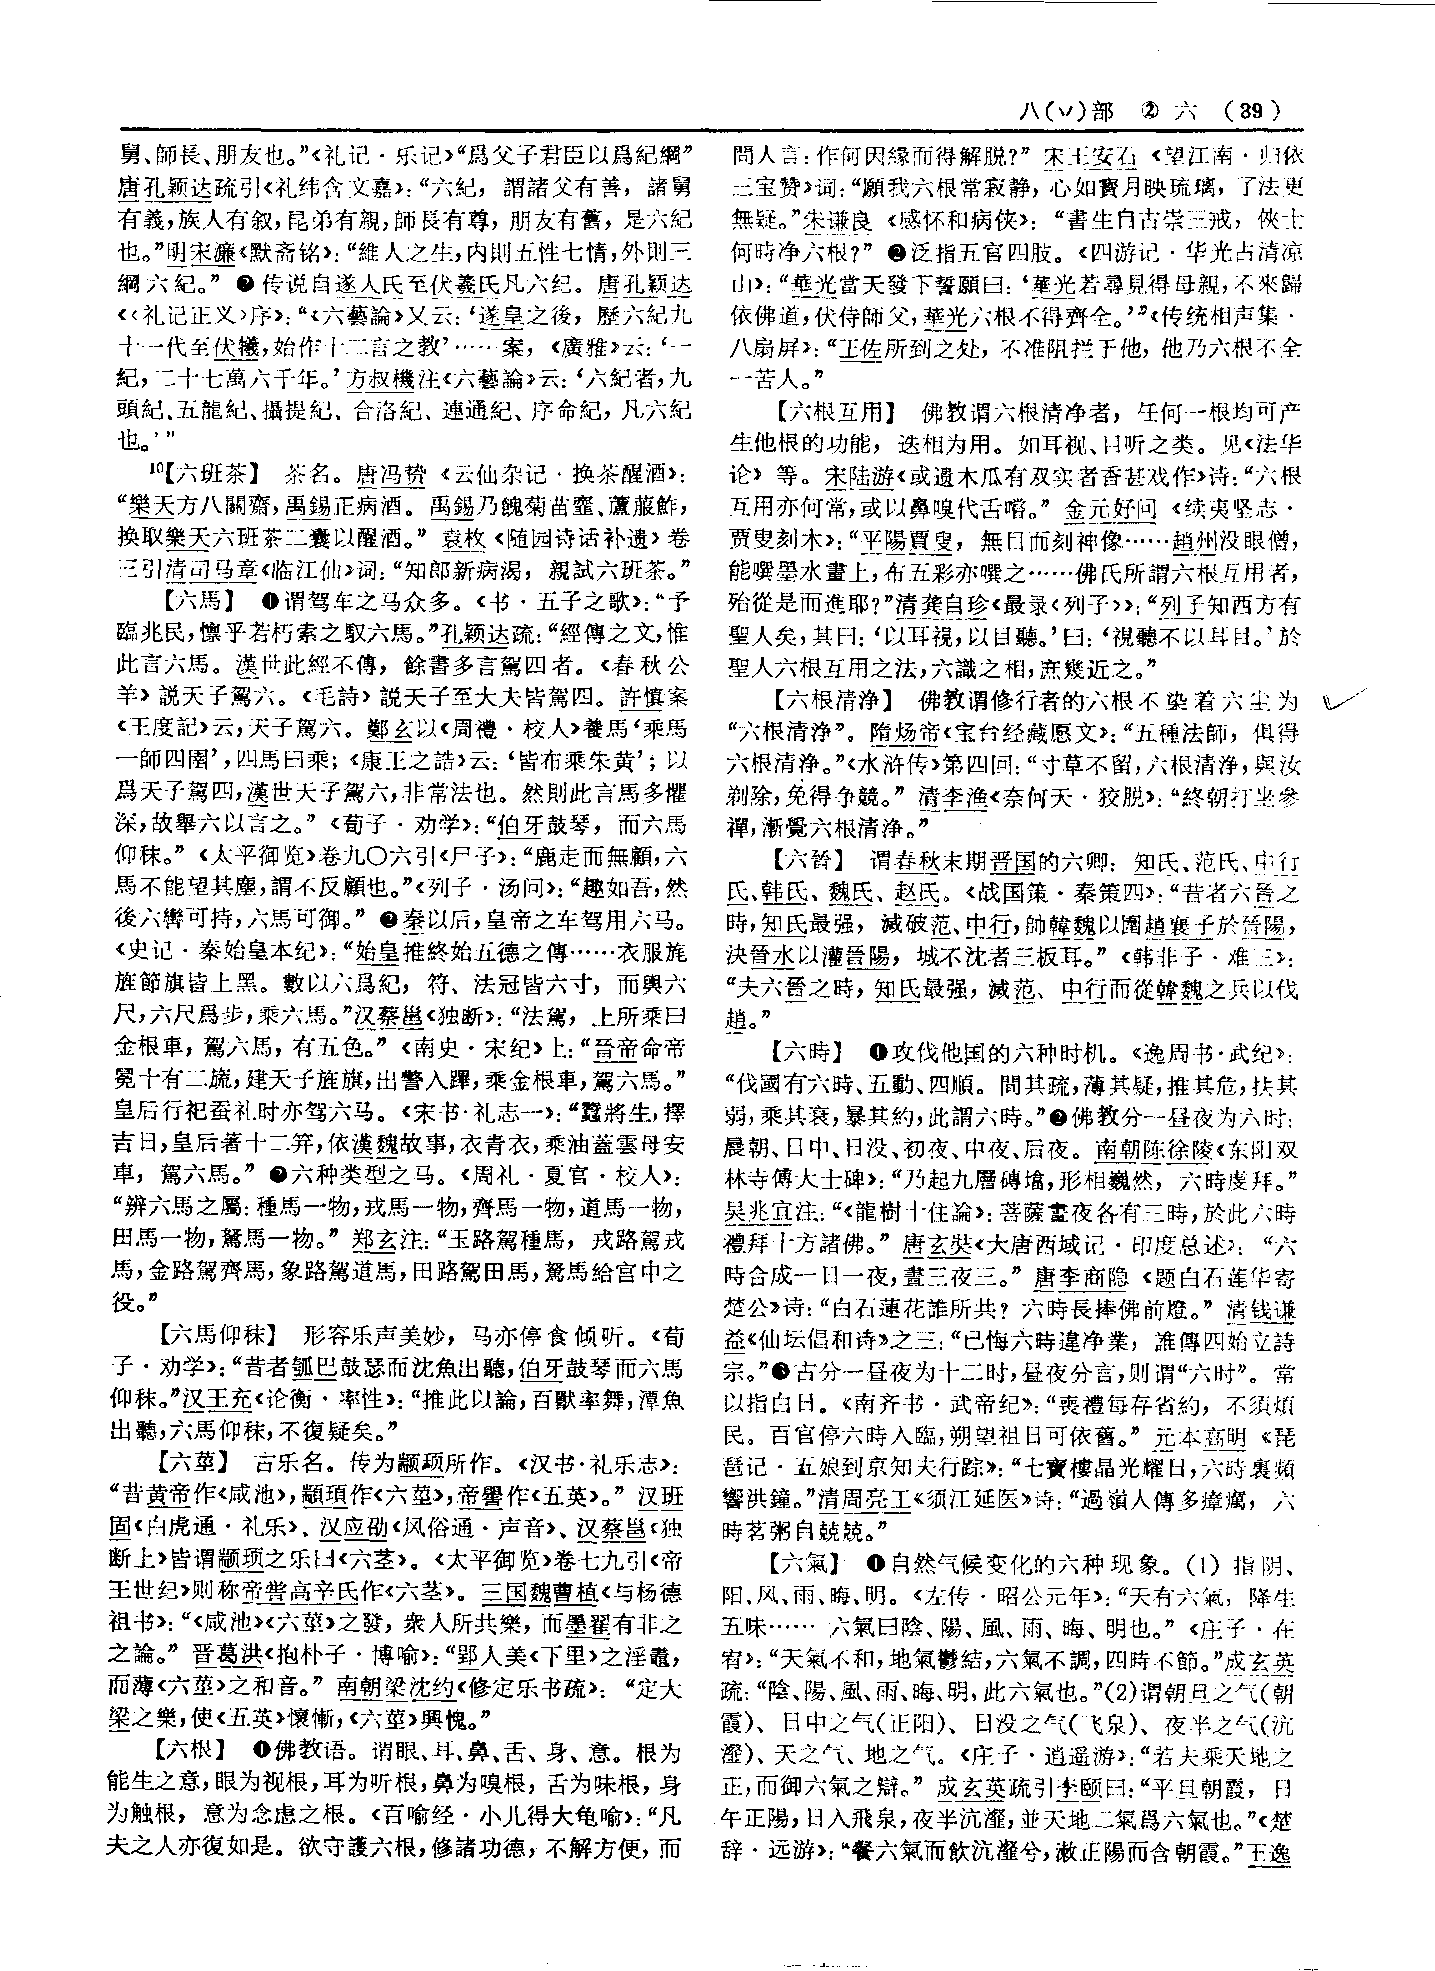 八(丷)部 ② 六 (39)
舅、師長、朋友也。”《礼记·乐记》“爲父子君臣以爲紀綱”
唐孔颖达疏引《礼纬含文嘉》：“六紀，謂諸父有善，諸舅
有義，族人有叙，昆弟有親，師長有尊，朋友有舊，是六紀
也。”明宋濂《默斋铭》：“維人之生，内則五性七情，外則三
綱六紀。” ❷传说自遂人氏至伏羲氏凡六纪。唐孔颖达
《〈礼记正义〉序》：“《六藝論》又云：‘遂皇之後，歷六紀九
十一代至伏犧，始作十二言之教’……案，《廣雅》云：‘一
紀，二十七萬六千年。’方叔機注《六藝論》云：‘六紀者，九
頭紀、五龍紀、攝提紀、合洛紀、連通紀、序命紀，凡六紀
也。’”
10【六班茶】 茶名。唐冯贽《云仙杂记·换茶醒酒》：
“樂天方八關齋，禹錫正病酒。禹錫乃餽菊苗虀、蘆菔鮓，
换取樂天六班茶二囊以醒酒。” 袁枚《随园诗话补遗》卷
三引清司马章《临江仙》词：“知郎新病渴，親試六班茶。”
【六馬】 ❶谓驾车之马众多。《书·五子之歌》：“予
臨兆民，懔乎若朽索之馭六馬。”孔颖达疏：“經傳之文，惟
此言六馬。漢世此經不傳，餘書多言駕四者。《春秋公
羊》説天子駕六。《毛詩》説天子至大夫皆駕四。許慎案
《王度記》云，天子駕六。鄭玄以《周禮·校人》養馬‘乘馬
一師四圉’，四馬曰乘；《康王之誥》云：‘皆布乘朱黄’；以
爲天子駕四，漢世天子駕六，非常法也。然則此言馬多懼
深，故舉六以言之。”《荀子·劝学》：“伯牙鼓琴，而六馬
仰秣。”《太平御览》卷九〇六引《尸子》：“鹿走而無顧，六
馬不能望其塵，謂不反顧也。”《列子·汤问》：“趣如吾，然
後六轡可持，六馬可御。” ❷秦以后，皇帝之车驾用六马。
《史记·秦始皇本纪》：“始皇推終始五德之傳……衣服旄
旌節旗皆上黑。數以六爲紀，符、法冠皆六寸，而輿六
尺，六尺爲步，乘六馬。”汉蔡邕《独断》：“法駕，上所乘曰
金根車，駕六馬，有五色。”《南史·宋纪》上：“晋帝命帝
冕十有二旒，建天子旌旗，出警入蹕，乘金根車，駕六馬。”
皇后行祀蚕礼时亦驾六马。《宋书·礼志一》：“蠶將生，擇
吉日，皇后著十二笄，依漢魏故事，衣青衣，乘油蓋雲母安
車，駕六馬。” ❸六种类型之马。《周礼·夏官·校人》：
“辨六馬之屬：種馬一物，戎馬一物，齊馬一物，道馬一物，
田馬一物，駑馬一物。” 郑玄注：“玉路駕種馬，戎路駕戎
馬，金路駕齊馬，象路駕道馬，田路駕田馬，駑馬給宫中之
役。”
【六馬仰秣】 形容乐声美妙，马亦停食倾听。《荀
子·劝学》：“昔者瓠巴鼓瑟而沈魚出聽，伯牙鼓琴而六馬
仰秣。”汉王充《论衡·率性》：“推此以論，百獸率舞，潭魚
出聽，六馬仰秣，不復疑矣。”
【六莖】 古乐名。传为颛顼所作。《汉书·礼乐志》：
“昔黄帝作《咸池》，顓頊作《六莖》，帝嚳作《五英》。” 汉班
固《白虎通·礼乐》、汉应劭《风俗通·声音》、汉蔡邕《独
断上》皆谓颛顼之乐曰《六茎》。《太平御览》卷七九引《帝
王世纪》则称帝喾高辛氏作《六茎》。三国魏曹植《与杨德
祖书》：“《咸池》《六莖》之發，衆人所共樂，而墨翟有非之
之論。” 晋葛洪《抱朴子·博喻》：“郢人美《下里》之淫鼃，
而薄《六莖》之和音。” 南朝梁沈约《修定乐书疏》：“定大
梁之樂，使《五英》懷慚，《六莖》興愧。”
【六根】 ❶佛教语。谓眼、耳、鼻、舌、身、意。根为
能生之意，眼为视根，耳为听根，鼻为嗅根，舌为味根，身
为触根，意为念虑之根。《百喻经·小儿得大龟喻》：“凡
夫之人亦復如是。欲守護六根，修諸功德，不解方便，而
問人言：作何因緣而得解脱？” 宋王安石《望江南·归依
三宝赞》词：“願我六根常寂静，心如寶月映琉璃，了法更
無疑。”朱谦良《感怀和病侠》：“書生自古崇三戒，俠士
何時净六根？” ❷泛指五官四肢。《四游记·华光占清凉
山》：“華光當天發下誓願曰：‘華光若尋見得母親，不來歸
依佛道，伏侍師父，華光六根不得齊全。’”《传统相声集·
八扇屏》：“王佐所到之处，不准阻拦于他，他乃六根不全
一苦人。”
【六根互用】 佛教谓六根清净者，任何一根均可产
生他根的功能，迭相为用。如耳视、目听之类。见《法华
论》等。宋陆游《或遗木瓜有双实者香甚戏作》诗：“六根
互用亦何常，或以鼻嗅代舌嚐。” 金元好问《续夷坚志·
贾叟刻木》：“平陽賈叟，無目而刻神像……趙州没眼僧，
能噀墨水畫上，布五彩亦噀之……佛氏所謂六根互用者，
殆從是而進耶？”清龚自珍《最录〈列子〉》：“列子知西方有
聖人矣，其曰：‘以耳視，以目聽。’曰：‘視聽不以耳目。’於
聖人六根互用之法，六識之相，庶幾近之。”
【六根清净】 佛教谓修行者的六根不染着六尘为
“六根清净”。隋炀帝《宝台经藏愿文》：“五種法師，俱得
六根清净。”《水浒传》第四回：“寸草不留，六根清净，與汝
剃除，免得争競。” 清李渔《奈何天·狡脱》：“終朝打坐參
禪，漸覺六根清净。”
【六晉】 谓春秋末期晋国的六卿：知氏、范氏、中行
氏、韩氏、魏氏、赵氏。《战国策·秦策四》：“昔者六晉之
時，知氏最强，滅破范、中行，帥韓魏以圍趙襄子於晉陽，
決晉水以灌晉陽，城不沈者三板耳。”《韩非子·难三》：
“夫六晉之時，知氏最强，滅范、中行而從韓魏之兵以伐
趙。”
【六時】 ❶攻伐他国的六种时机。《逸周书·武纪》：
“伐國有六時、五動、四順。間其疏，薄其疑，推其危，扶其
弱，乘其衰，暴其約，此謂六時。”❷佛教分一昼夜为六时：
晨朝、日中、日没、初夜、中夜、后夜。南朝陈徐陵《东阳双
林寺傅大士碑》：“乃起九層磚塔，形相巍然，六時虔拜。”
吴兆宜注：“《龍樹十住論》：菩薩晝夜各有三時，於此六時
禮拜十方諸佛。” 唐玄奘《大唐西域记·印度总述》：“六
時合成一日一夜，晝三夜三。” 唐李商隐《题白石莲华寄
楚公》诗：“白石蓮花誰所共？六時長捧佛前燈。” 清钱谦
益《仙坛倡和诗》之三：“已悔六時違净業，誰傳四始立詩
宗。”❸古分一昼夜为十二时，昼夜分言，则谓“六时”。常
以指白日。《南齐书·武帝纪》：“喪禮每存省約，不須煩
民。百官停六時入臨，朔望祖日可依舊。” 元本高明《琵
琶记·五娘到京知夫行踪》：“七寶樓晶光耀日，六時裏頻
響洪鐘。”清周亮工《须江延医》诗：“過嶺人傳多瘴癘，六
時茗粥自兢兢。”
【六氣】 ❶自然气候变化的六种现象。(1) 指阴、
阳、风、雨、晦、明。《左传·昭公元年》：“天有六氣，降生
五味…… 六氣曰陰、陽、風、雨、晦、明也。”《庄子·在
宥》：“天氣不和，地氣鬱結，六氣不調，四時不節。”成玄英
疏：“陰、陽、風、雨、晦、明，此六氣也。”(2)谓朝旦之气(朝
霞)、日中之气(正阳)、日没之气(飞泉)、夜半之气(沆
瀣)、天之气、地之气。《庄子·逍遥游》：“若夫乘天地之
正，而御六氣之辯。” 成玄英疏引李颐曰：“平旦朝霞，日
午正陽，日入飛泉，夜半沆瀣，並天地二氣爲六氣也。”《楚
辞·远游》：“餐六氣而飲沆瀣兮，漱正陽而含朝霞。”王逸